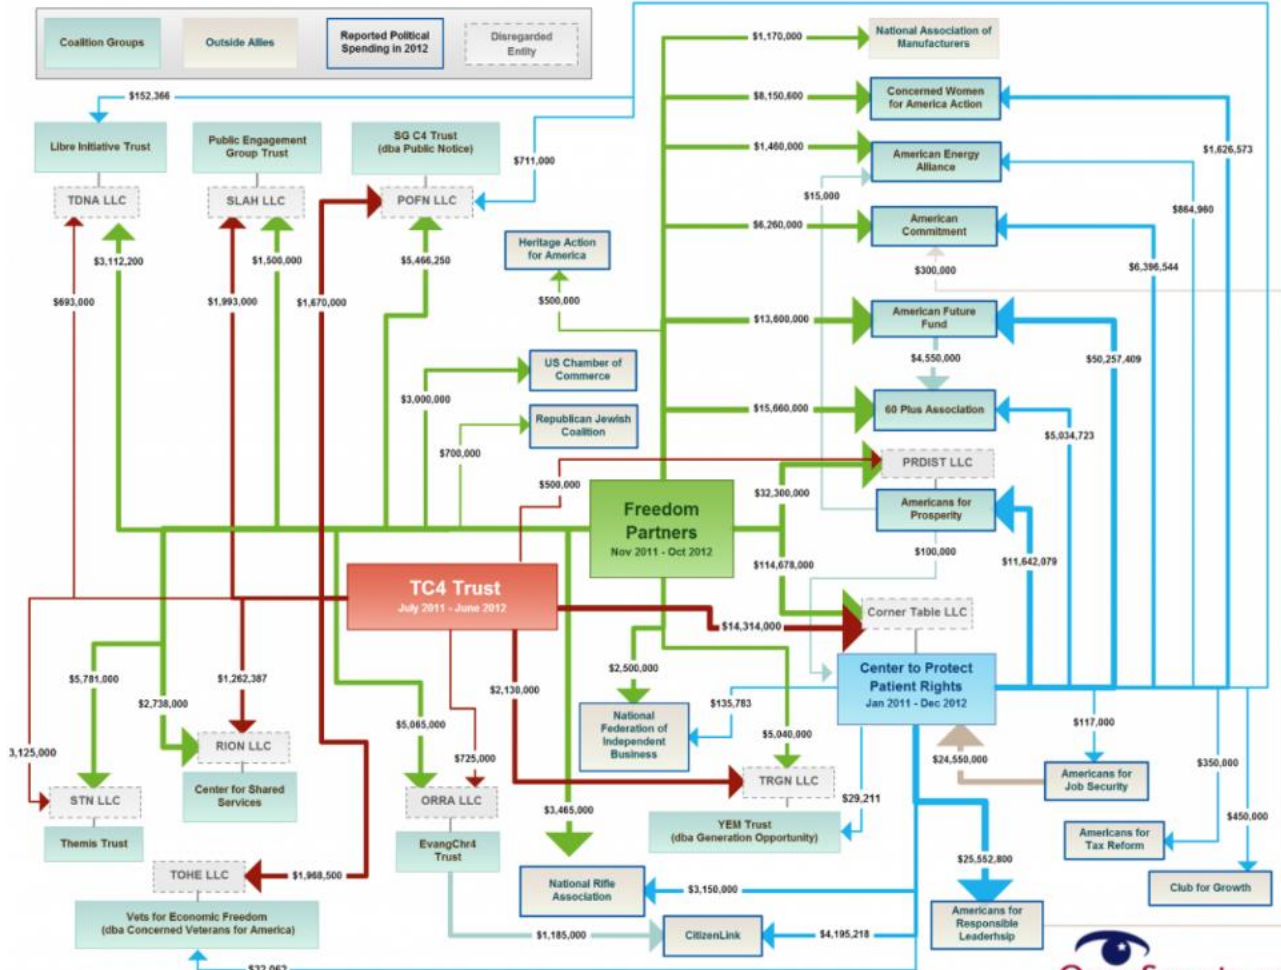 Coalition Groups
Outside Allies
Reported Political
Spending in 2012
Disregarded
Entity
$1,170,000
National Association of
Manufacturers
$152,366
$8,150,600
Concerned Women
for America Action
Libre Initiative Trust
Public Engagement
Group Trust
SG C4 Trust
(dba Public Notice)
$711,000
$1,460,000
American Energy
Alliance
$1,626,573
TDNA LLC
SLAH LLC
POFN LLC
$15,000
$864,960
$6,260,000
American
Commitment
Heritage Action
for America
$3,112,200
$1,500,000
$5,466,250
$6,396,544
$300,000
$693,000
$1,993,000
$1,670,000
$500,000
$13,600,000
American Future
Fund
$4,550,000
$50,257,409
US Chamber of
Commerce
$3,000,000
$15,660,000
60 Plus Association
Republican Jewish
Coalition
$5,034,723
$700,000
PRDIST LLC
$500,000
$32,300,000
Freedom
Partners
Nov 2011 - Oct 2012
Americans for
Prosperity
$100,000
$11,642,079
$114,678,000
TC4 Trust
July 2011 - June 2012
Corner Table LLC
$14,314,000
$5,781,000
$1,262,387
$2,738,000
$2,130,000
$2,500,000
Center to Protect
Patient Rights
Jan 2011 - Dec 2012
$135,783
National
Federation of
Independent
Business
$5,065,000
$5,040,000
$117,000
3,125,000
RION LLC
$725,000
$24,550,000
$350,000
Center for Shared
Services
TRGN LLC
Americans for
Job Security
STN LLC
ORRA LLC
$29,211
$3,465,000
$450,000
Themis Trust
EvangChr4
Trust
YEM Trust
(dba Generation Opportunity)
Americans for
Tax Reform
$25,552,800
TOHE LLC
$1,968,500
National Rifle
Association
$3,150,000
Club for Growth
Vets for Economic Freedom
(dba Concerned Veterans for America)
Americans for
Responsible
Leaderhsip
$1,185,000
CitizenLink
$4,195,218